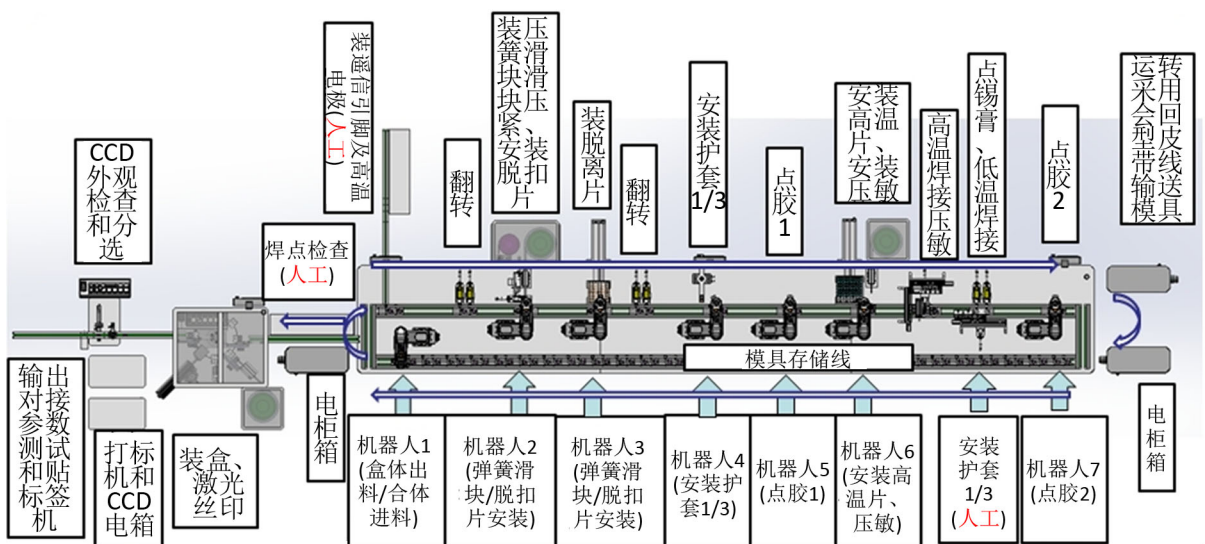 装遥信引脚及高温
电极(人工)
装压
簧滑
块滑
块压
紧、
安装
脱扣
片
装脱离片
安装护套
1/3
安装
高温
片、
安装
压敏
高温焊接压敏
点锡膏、低温焊接
运转
采用
会回
型皮
带线
输送
模具
CCD
外观
检查
和分
选
翻转
翻转
点胶
1
点胶
2
焊点检查
(人工)
模具存储线
输出
对接
参数
测试
和贴
标签
机
打标
机和
CCD
电箱
装盒、
激光
丝印
电柜箱
机器人1
(盒体出
料/合体
进料)
机器人2
(弹簧滑
块/脱扣
片安装)
机器人3
(弹簧滑
块/脱扣
片安装)
机器人4
(安装护
套1/3)
机器人5
(点胶1)
机器人6
(安装高
温片、
压敏)
安装
护套
1/3
(人工)
机器人7
(点胶2)
电柜箱